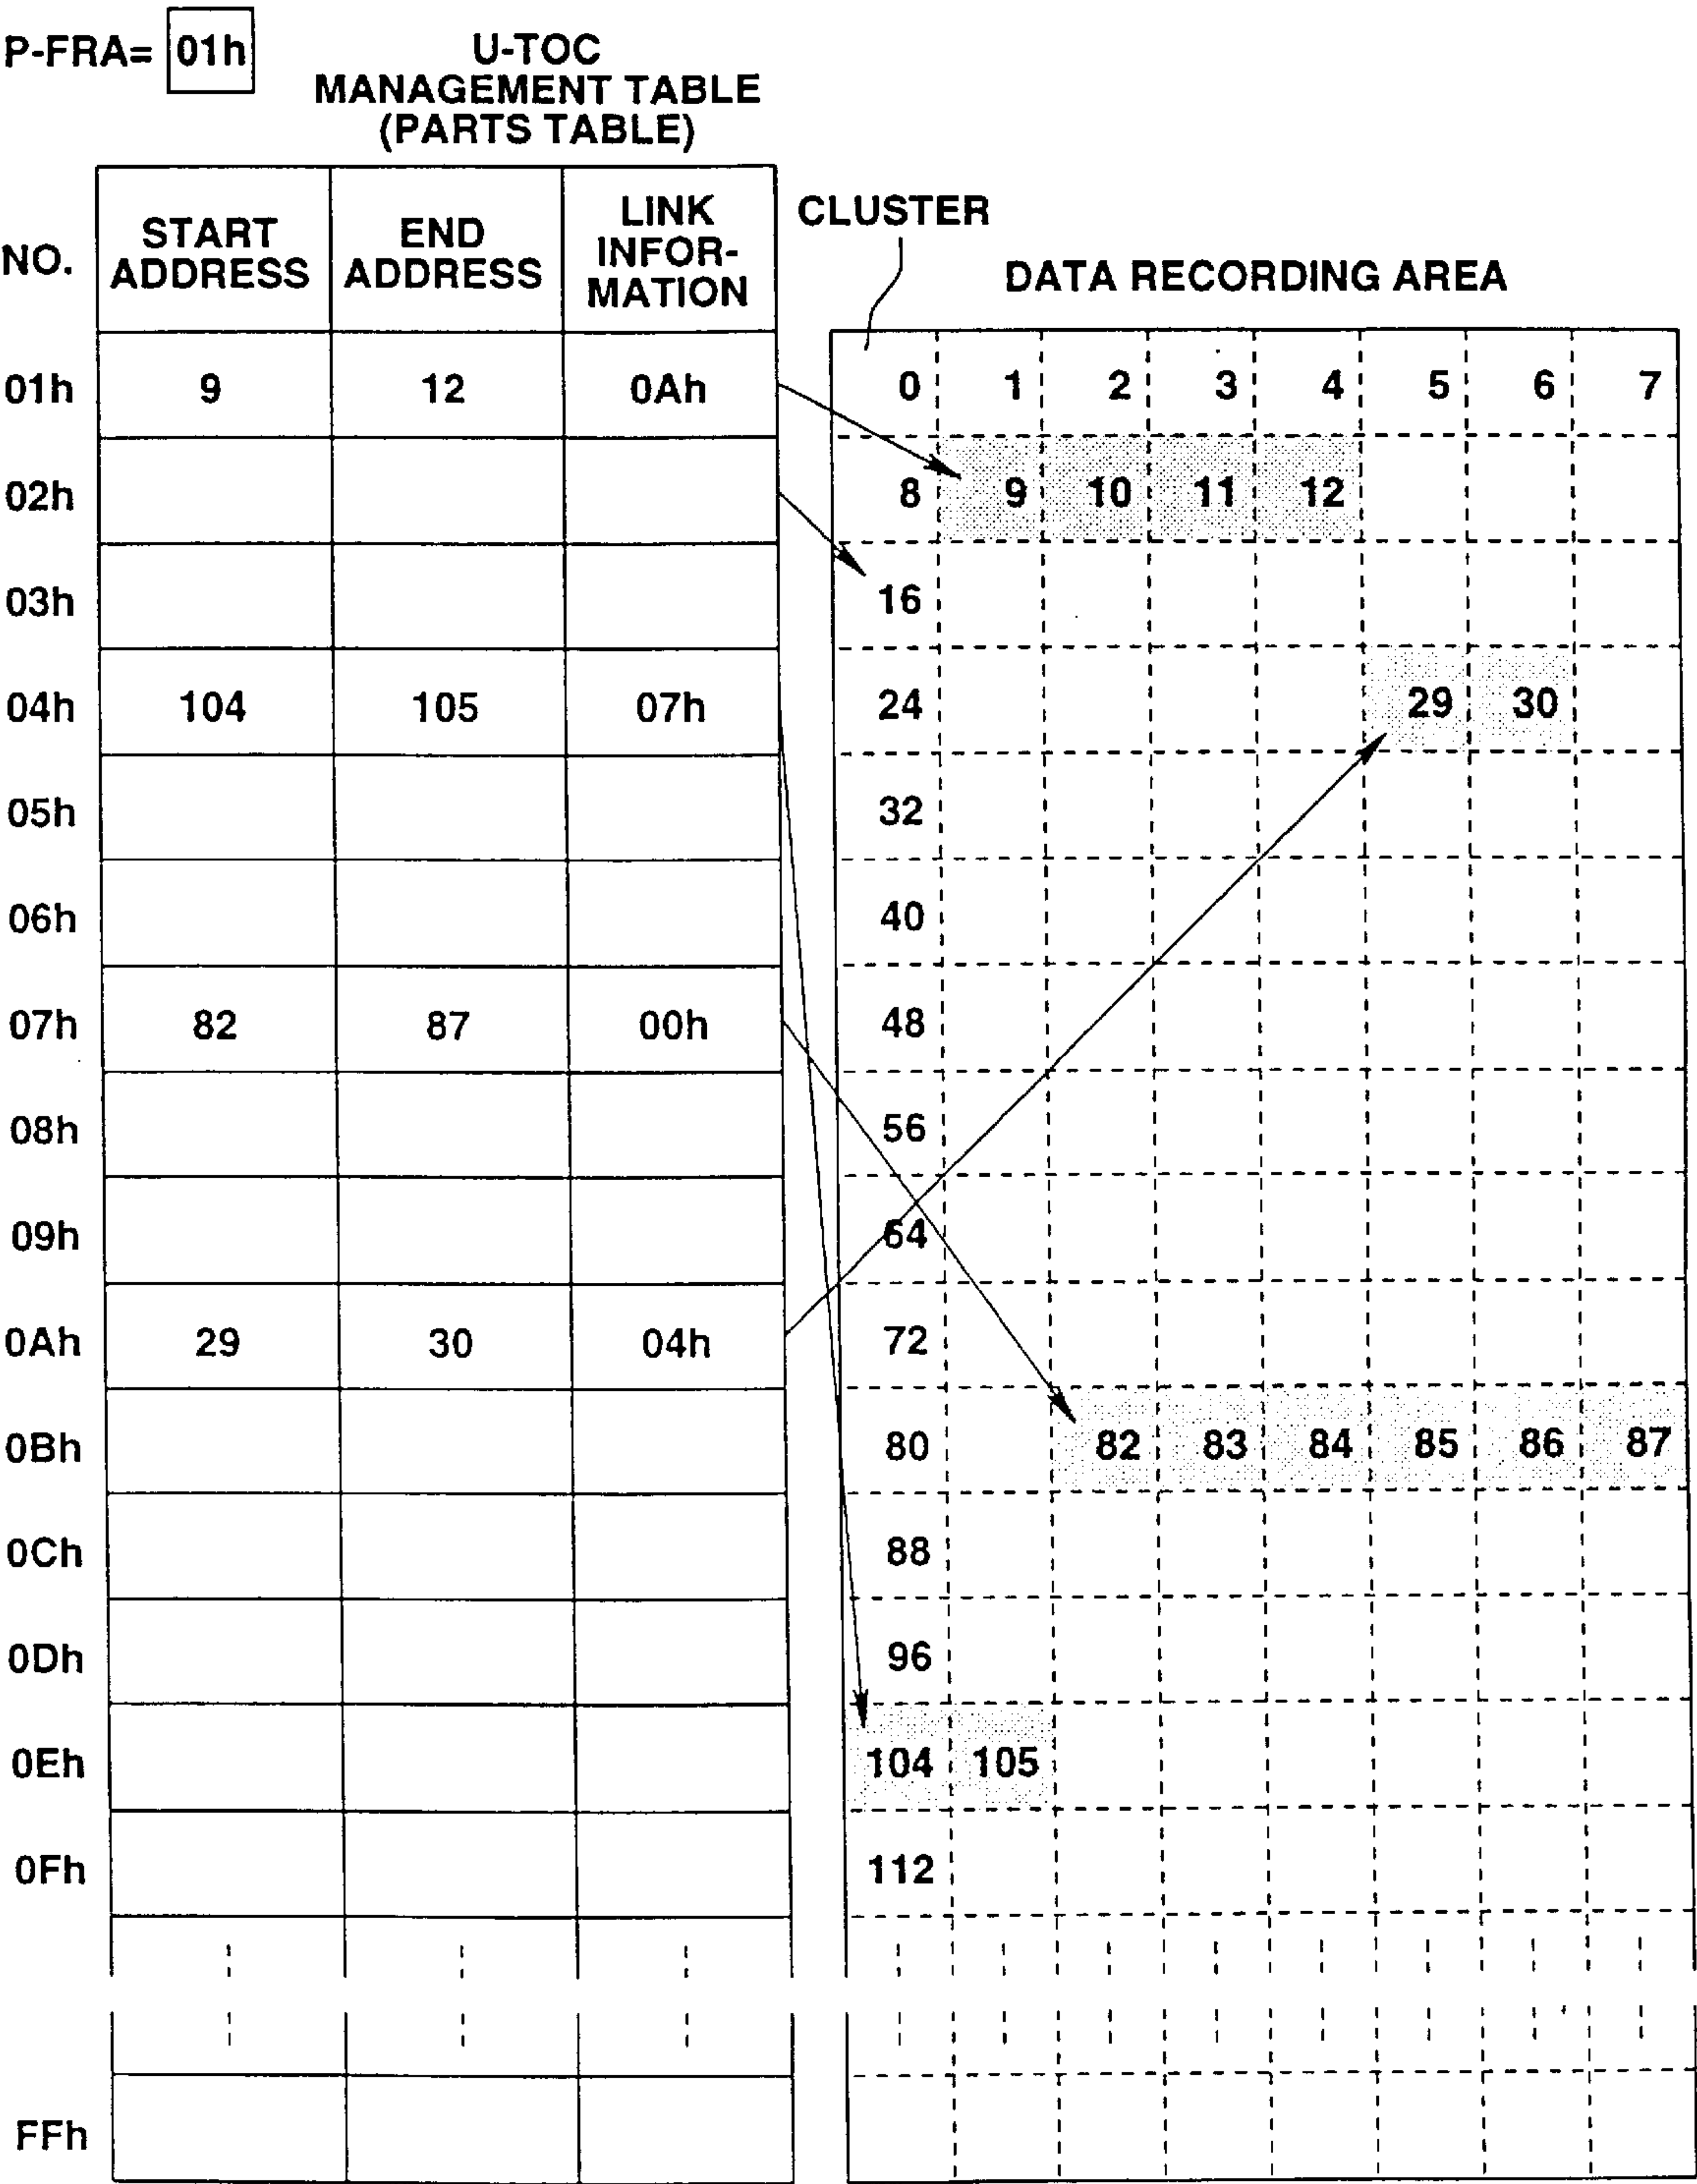 P-FRA= 01h
U-TOC
MANAGEMENT TABLE
(PARTS TABLE)
NO.
START
ADDRESS
END
ADDRESS
LINK
INFOR-
MATION
01h 9 12 0Ah
02h
03h
04h 104 105 07h
05h
06h
07h 82 87 00h
08h
09h
0Ah 29 30 04h
0Bh
0Ch
0Dh
0Eh
0Fh
FFh
CLUSTER
DATA RECORDING AREA
0 1 2 3 4 5 6 7
8 9 10 11 12
16
24 29 30
32
40
48
56
64
72
80 82 83 84 85 86 87
88
96
104 105
112